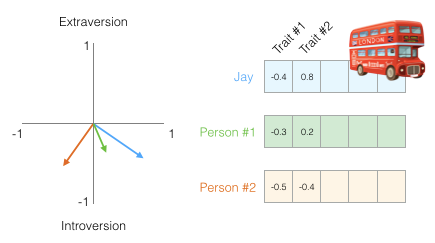 Extraversion
1
-1
1
-1
Introversion
Trait #1
Trait #2
LONDON
Jay
-0.4 0.8
Person #1
-0.3 0.2
Person #2
-0.5 -0.4